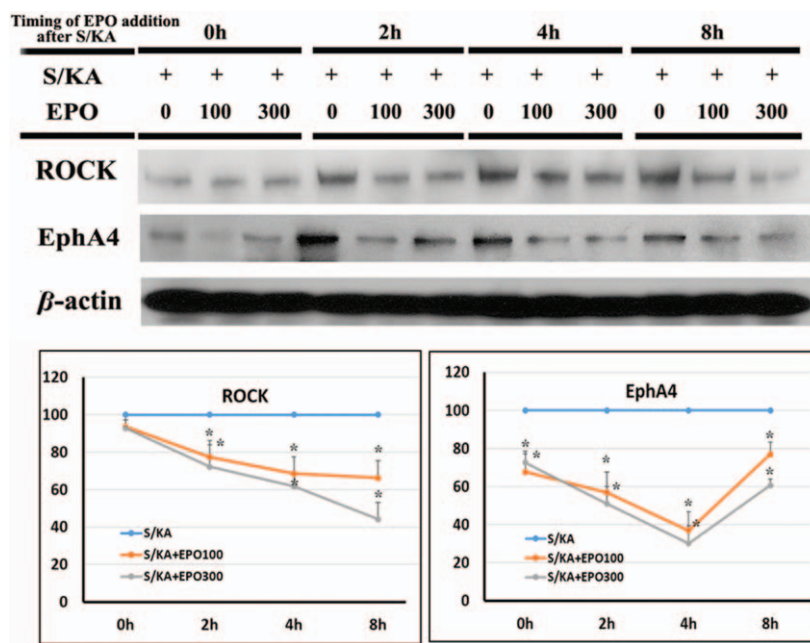 Timing of EPO addition
after S/KA 0h 2h 4h 8h
S/KA + + + + + + + + + + + +
EPO 0 100 300 0 100 300 0 100 300 0 100 300
ROCK
EphA4
β-actin
ROCK
120
100
80
60
40
20
0
* * * * * *
S/KA
S/KA+EPO100
S/KA+EPO300
0h 2h 4h 8h
EphA4
120
100
80
60
40
20
0
* * * * * * * *
S/KA
S/KA+EPO100
S/KA+EPO300
0h 2h 4h 8h